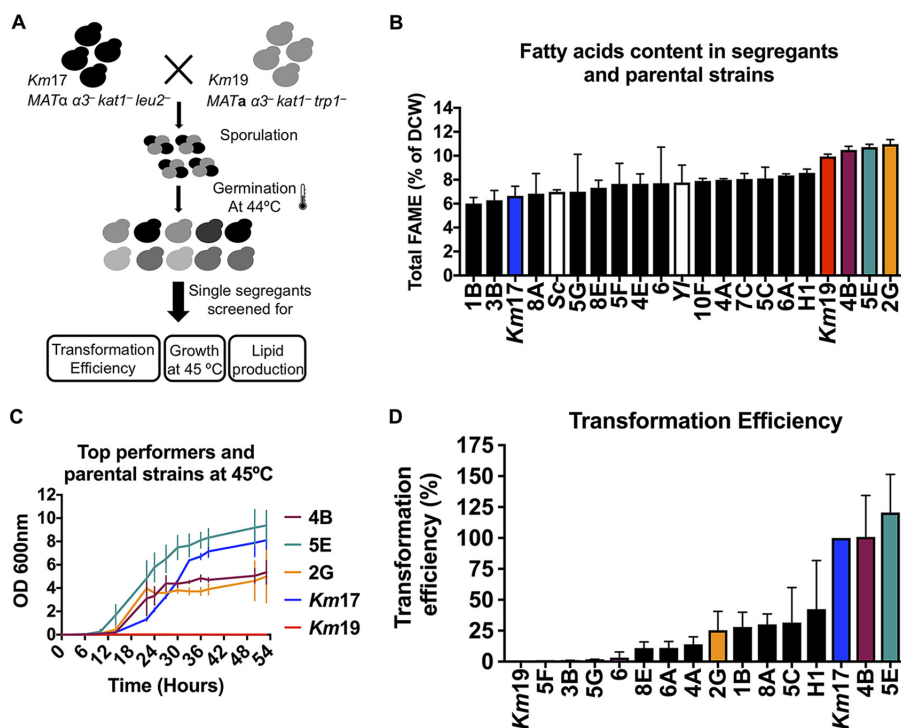 A
Km17
MATα α3– kat1– leu2–
Km19
MATa α3– kat1– trp1–
Sporulation
Germination
At 44ºC
Single segregants
screened for
Transformation
Efficiency
Growth
at 45 ºC
Lipid
production
B
Fatty acids content in segregants
and parental strains
Total FAME (% of DCW)
14
12
10
8
6
4
2
0
1B
3B
Km17
8A
Sc
5G
8E
5F
4E
6
Yl
10F
4A
7C
5C
6A
H1
Km19
4B
5E
2G
C
Top performers and
parental strains at 45ºC
OD 600nm
12
10
8
6
4
2
0
0 6 12 18 24 30 36 42 48 54
Time (Hours)
4B
5E
2G
Km17
Km19
D
Transformation Efficiency
Transformation
efficiency (%)
175
150
125
100
75
50
25
0
Km19
5F
3B
5G
6
8E
6A
4A
2G
1B
8A
5C
H1
Km17
4B
5E